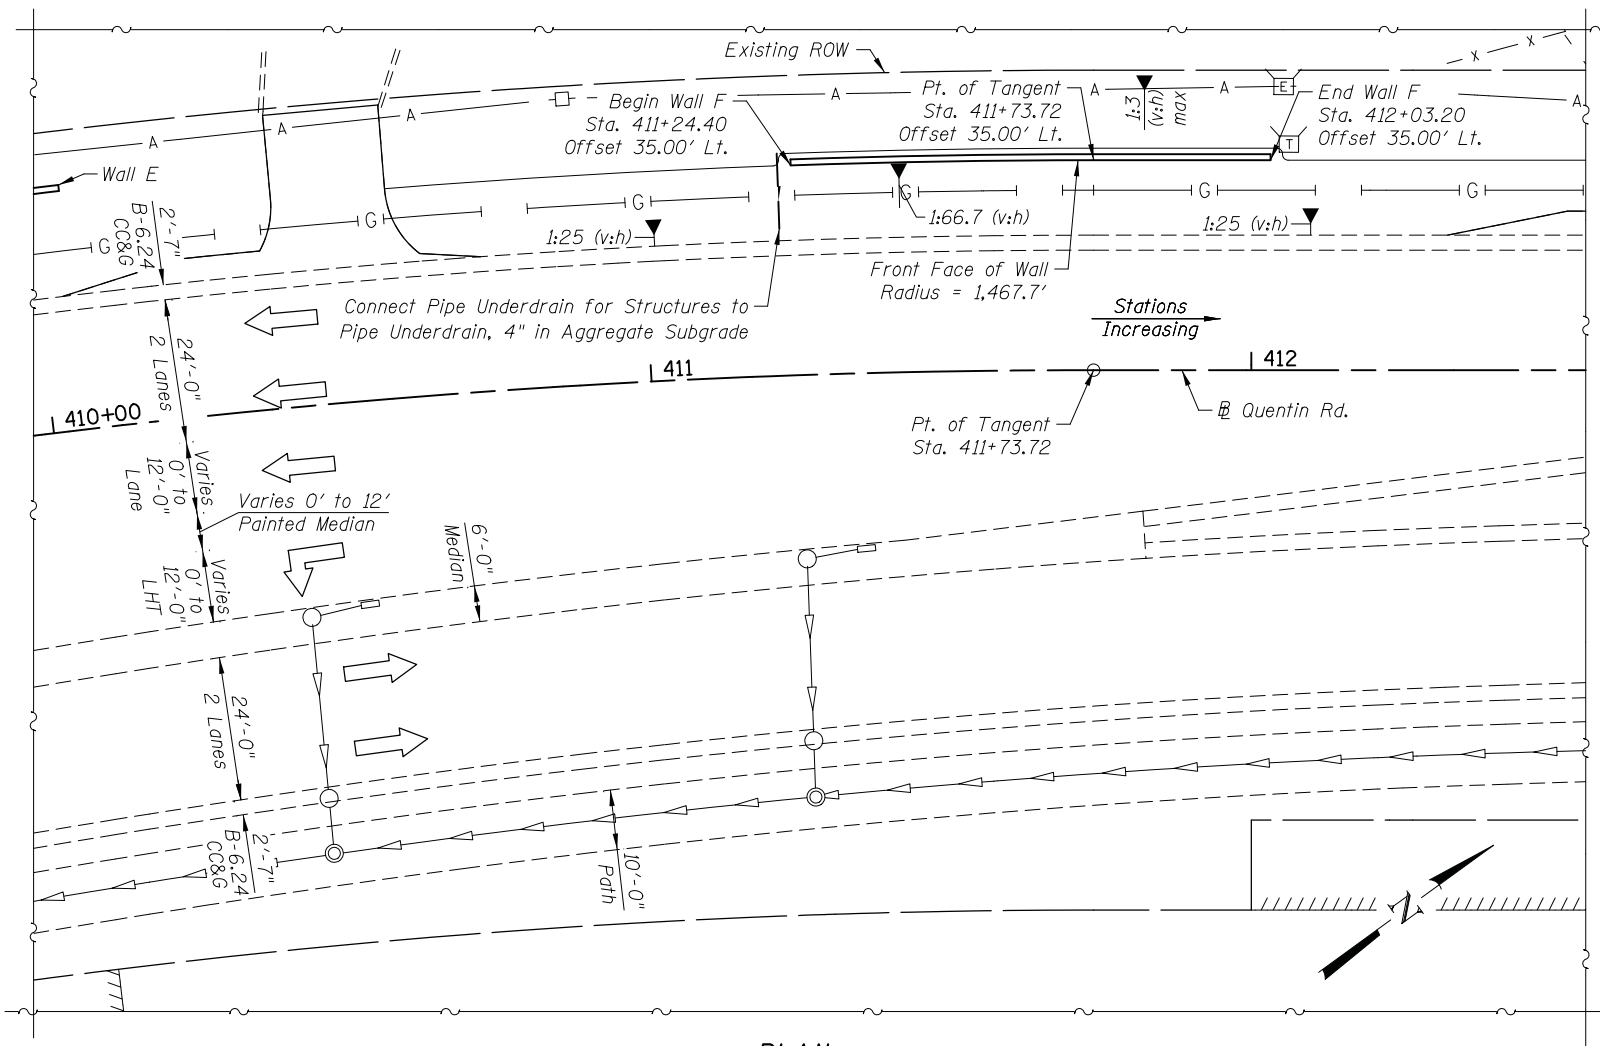 Existing ROW
Begin Wall F
Sta. 411+24.40
Offset 35.00' Lt.
Pt. of Tangent
Sta. 411+73.72
Offset 35.00' Lt.
1:3
(v:h)
max
End Wall F
Sta. 412+03.20
Offset 35.00' Lt.
A
A
A
A
A
A
A
E
T
x
x
Wall E
G
G
G
G
G
G
2'-7"
B-6.24
CC&G
1:25 (v:h)
1:66.7 (v:h)
1:25 (v:h)
Front Face of Wall
Radius = 1,467.7'
Connect Pipe Underdrain for Structures to
Pipe Underdrain, 4" in Aggregate Subgrade
Stations
Increasing
24'-0"
2 Lanes
410+00
411
412
Pt. of Tangent
Sta. 411+73.72
Quentin Rd.
Varies
0' to
12'-0"
Lane
Varies 0' to 12'
Painted Median
Varies
0' to
12'-0"
LHT
6'-0"
Median
24'-0"
2 Lanes
2'-7"
B-6.24
CC&G
10'-0"
Path
N